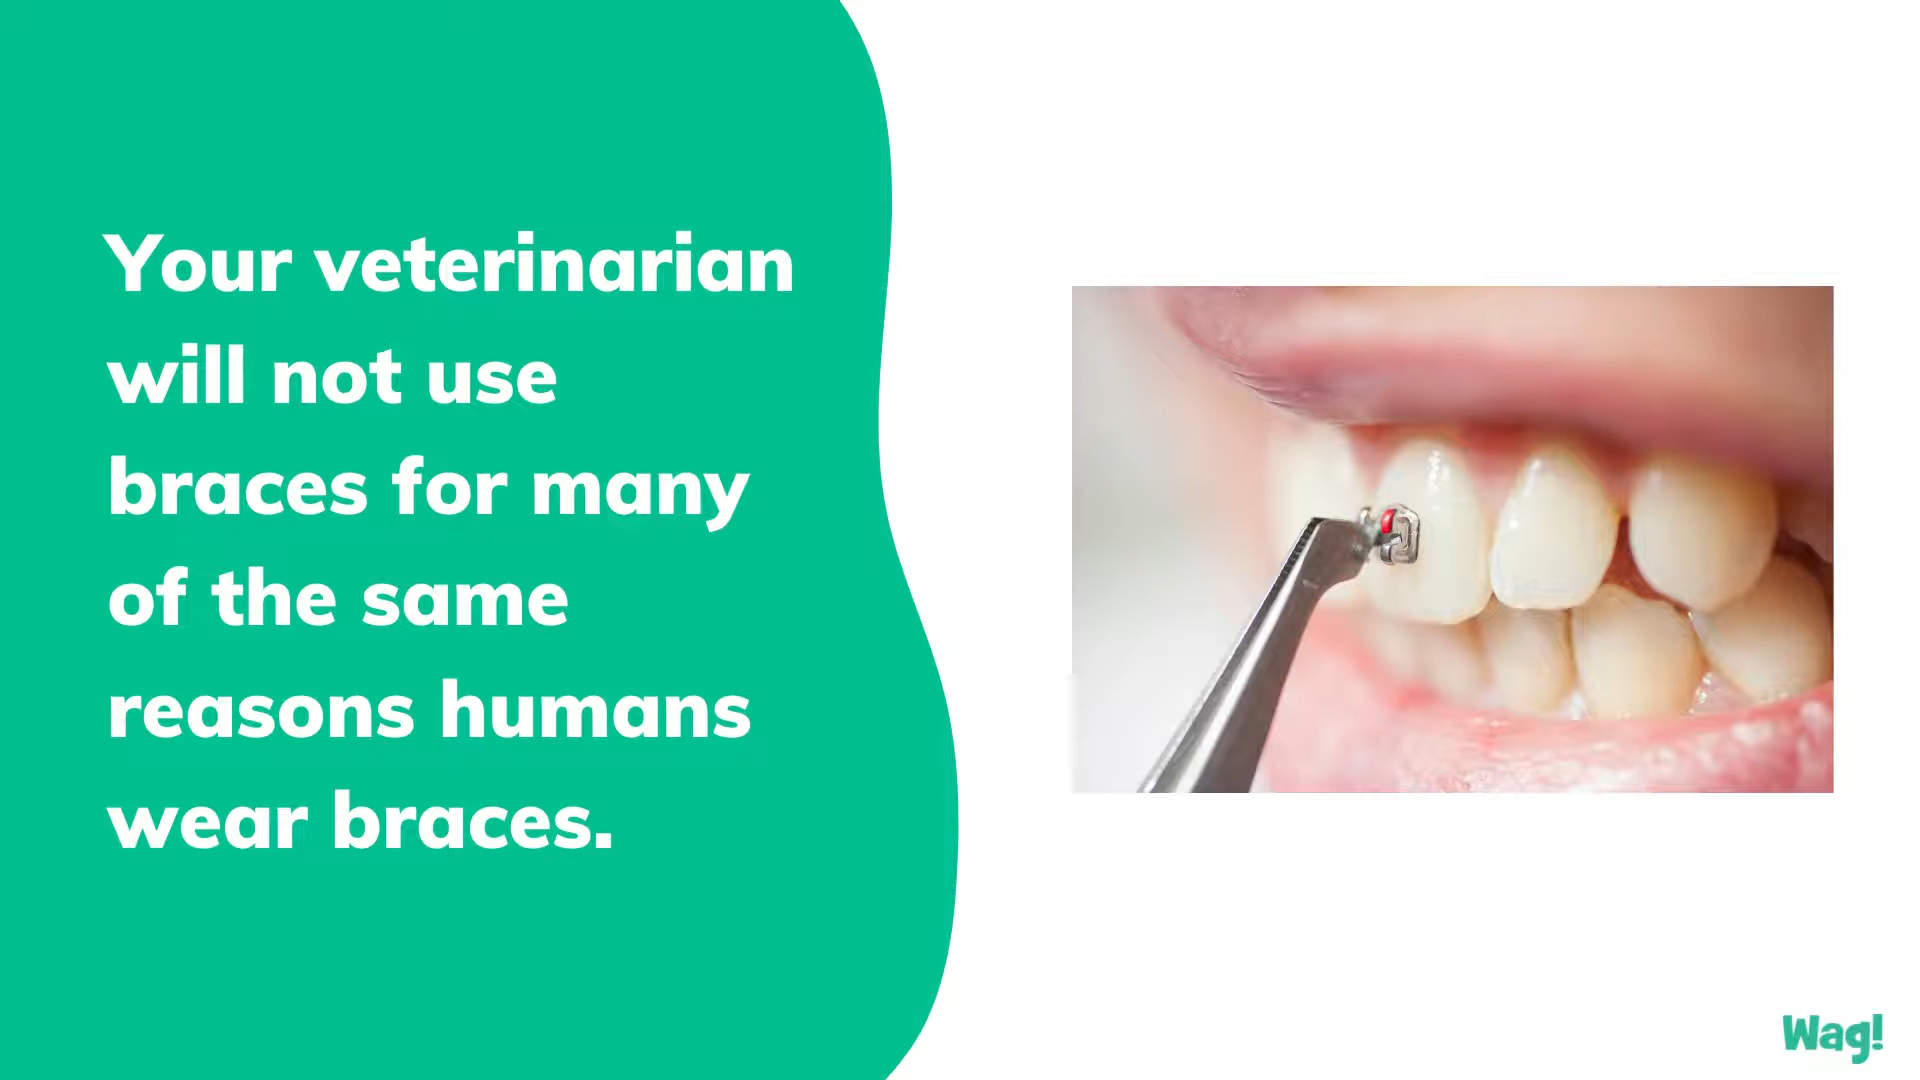 Your veterinarian
will not use
braces for many
of the same
reasons humans
wear braces.
Wag!